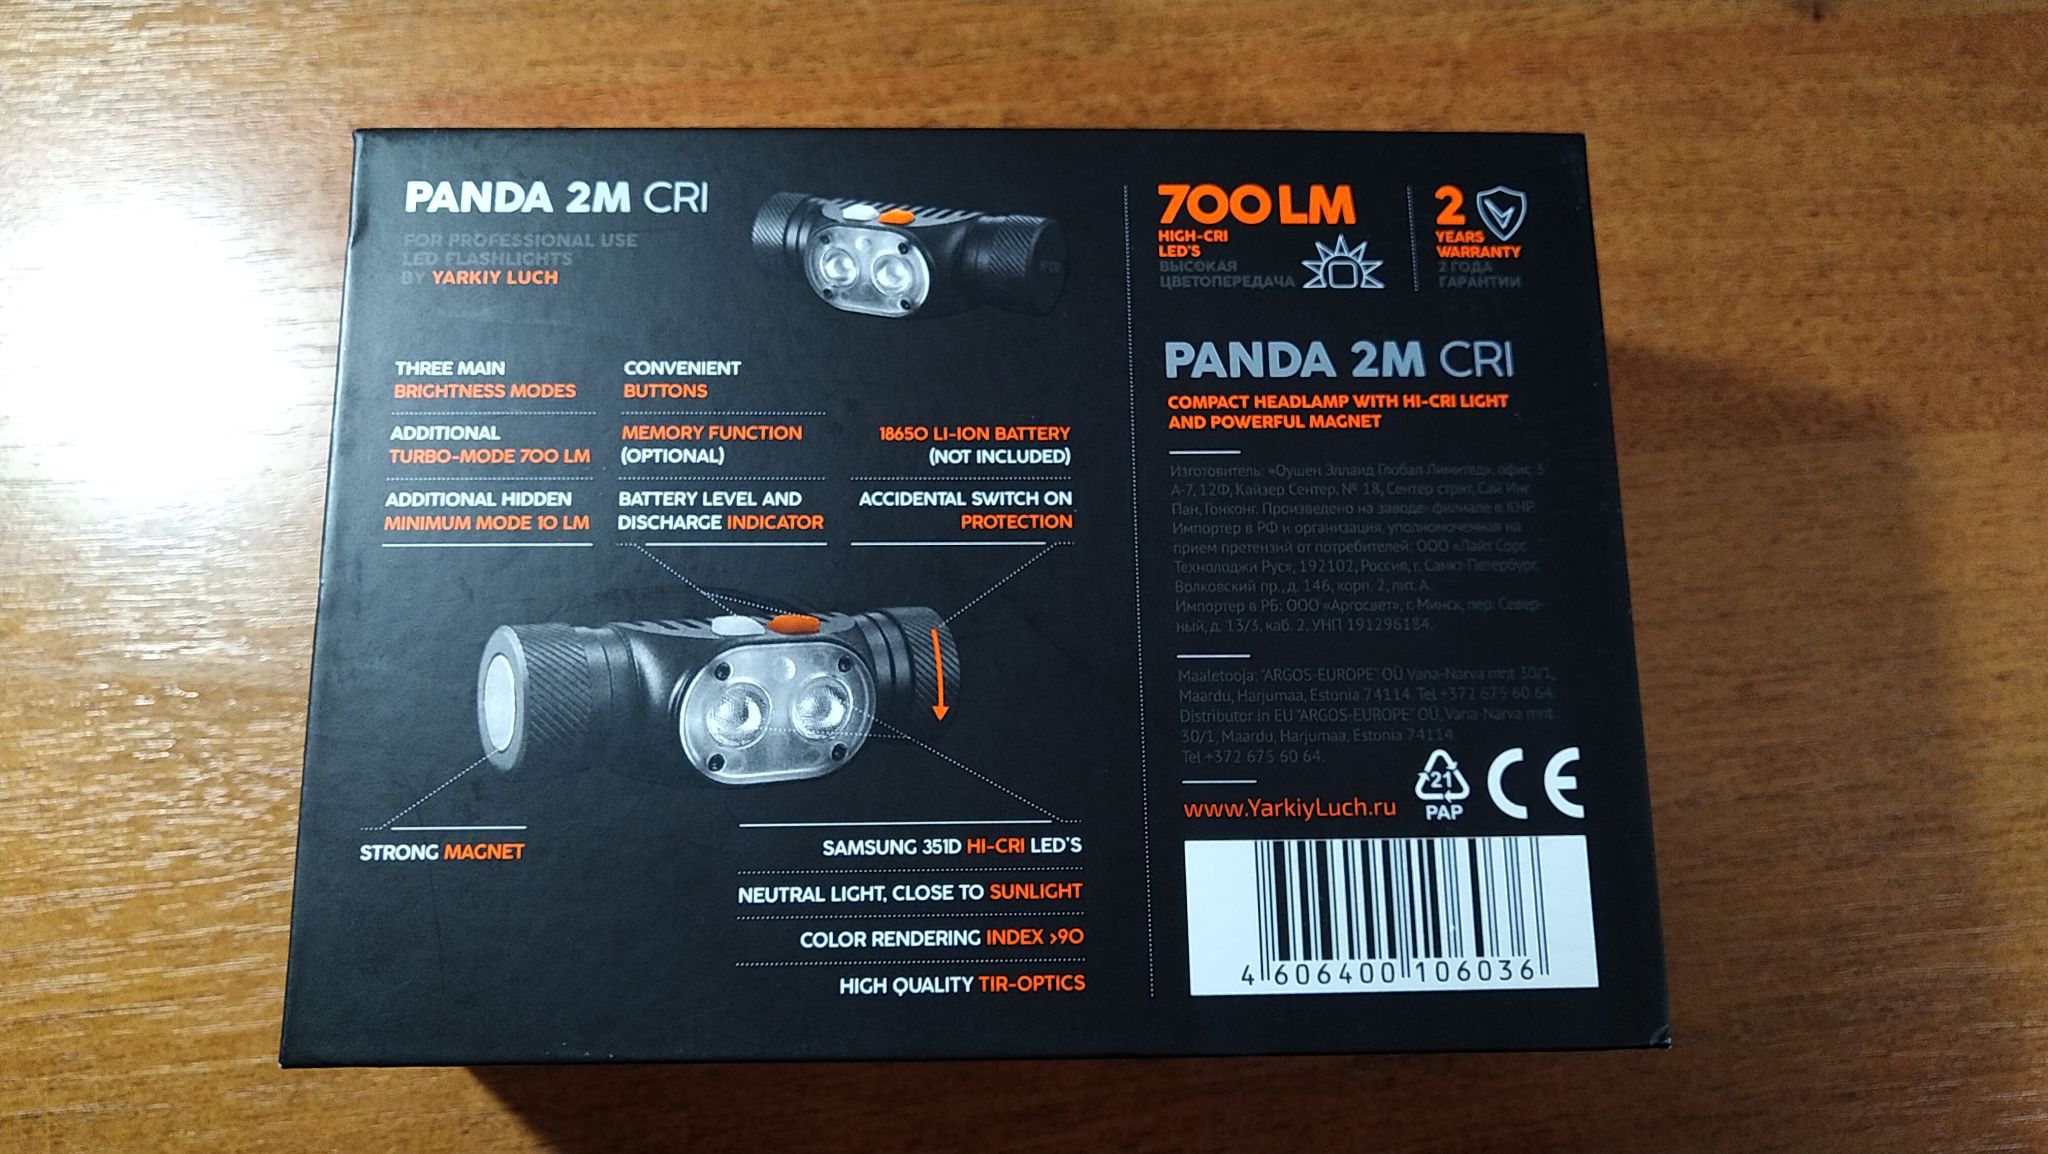 PANDA 2M CRI
FOR PROFESSIONAL USE
LED FLASHLIGHTS
BY YARKIY LUCH
THREE MAIN
BRIGHTNESS MODES
ADDITIONAL
TURBO-MODE 700 LM
ADDITIONAL HIDDEN
MINIMUM MODE 10 LM
CONVENIENT
BUTTONS
MEMORY FUNCTION
(OPTIONAL)
BATTERY LEVEL AND
DISCHARGE INDICATOR
18650 LI-ION BATTERY
(NOT INCLUDED)
ACCIDENTAL SWITCH ON
PROTECTION
STRONG MAGNET
SAMSUNG 351D HI-CRI LED'S
NEUTRAL LIGHT, CLOSE TO SUNLIGHT
COLOR RENDERING INDEX >90
HIGH QUALITY TIR-OPTICS
700 LM
HIGH-CRI
LED'S
ВЫСОКАЯ
ЦВЕТОПЕРЕДАЧА
2
YEARS
WARRANTY
2 ГОДА
ГАРАНТИИ
PANDA 2M CRI
COMPACT HEADLAMP WITH HI-CRI LIGHT
AND POWERFUL MAGNET
Изготовитель: «Оушен Эллаид Глобал Лимитед», офис 3
А-7, 12Ф, Кайзер Сентер, № 18, Сентер стрит, Сай Инг
Пан, Гонконг. Произведено на заводе- филиале в КНР.
Импортер в РФ и организация, уполномоченная на
прием претензий от потребителей: ООО «Лайт Сорс
Технолоджи Рус», 192102, Россия, г. Санкт-Петербург,
Волковский пр., д. 146, корп. 2, лит. А.
Импортер в РБ: ООО «Аргосвет», г. Минск, пер. Север-
ный, д. 13/3, каб. 2. УНП 191296184.
Maaletooja: "ARGOS-EUROPE" OÜ Vana-Narva mnt 30/1,
Maardu, Harjumaa, Estonia 74114. Tel +372 675 60 64.
Distributor in EU "ARGOS-EUROPE" OÜ, Vana-Narva mnt
30/1, Maardu, Harjumaa, Estonia 74114.
Tel +372 675 60 64.
www.YarkiyLuch.ru
21
PAP
CE
4 606400 106036